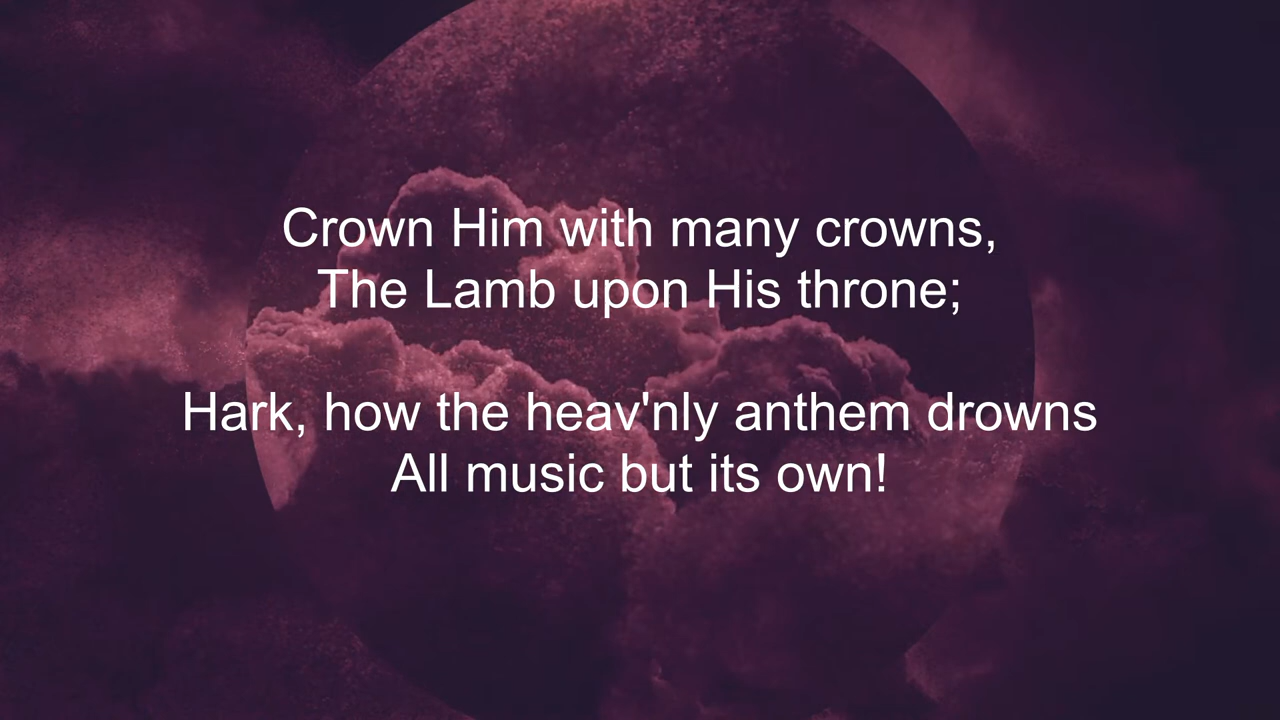 Crown Him with many crowns,
The Lamb upon His throne;
Hark, how the heav'nly anthem drowns
All music but its own!